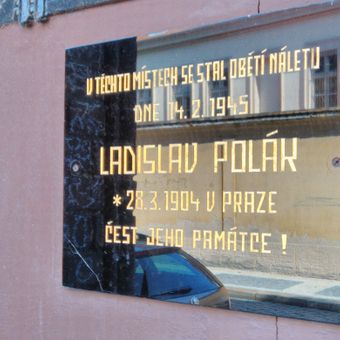 V TĚCHTO MÍSTECH SE STAL OBĚTÍ NÁLETU
DNE 14.2.1945
LADISLAV POLÁK
* 28.3.1904 V PRAZE
ČEST JEHO PAMÁTCE !